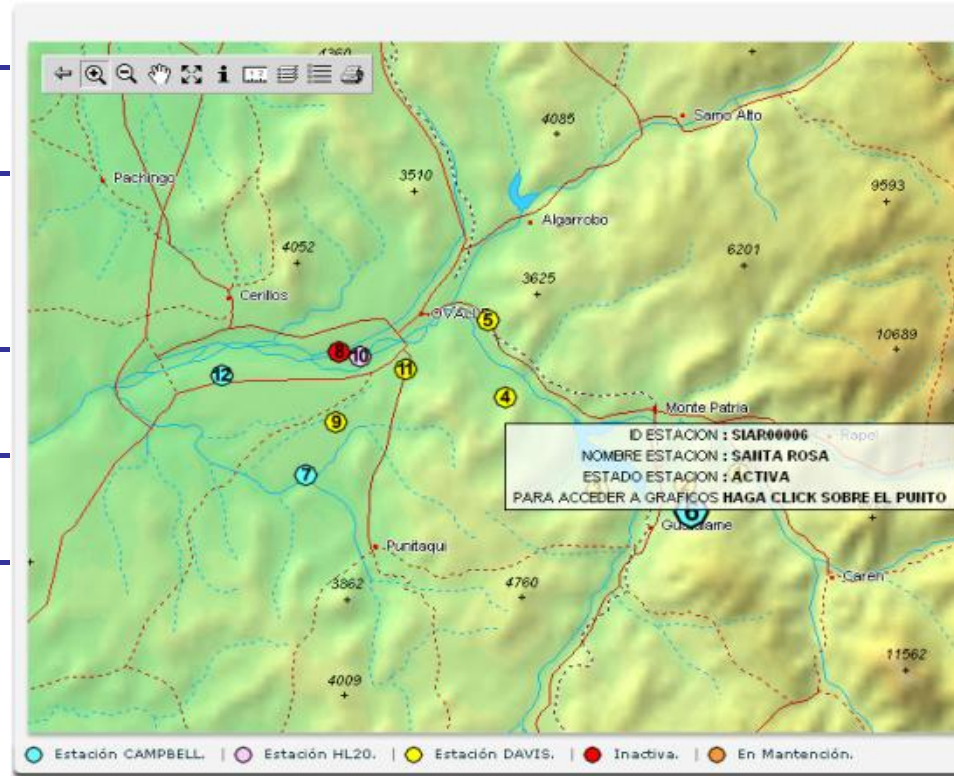 4360
4085
Samo Alto
Pachingo
3510
9593
Algarrobo
4052
6201
3625
Cerillos
OVALLE
5
10689
8
10
11
12
4
Monte Patria
9
ID ESTACION : SIAR00006
Rapel
NOMBRE ESTACION : SANTA ROSA
7
ESTADO ESTACION : ACTIVA
PARA ACCEDER A GRAFICOS HAGA CLICK SOBRE EL PUNTO
6
Punitaqui
Caren
3862
4760
11562
4009
Estación CAMPBELL. | Estación HL20. | Estación DAVIS. | Inactiva. | En Mantención.